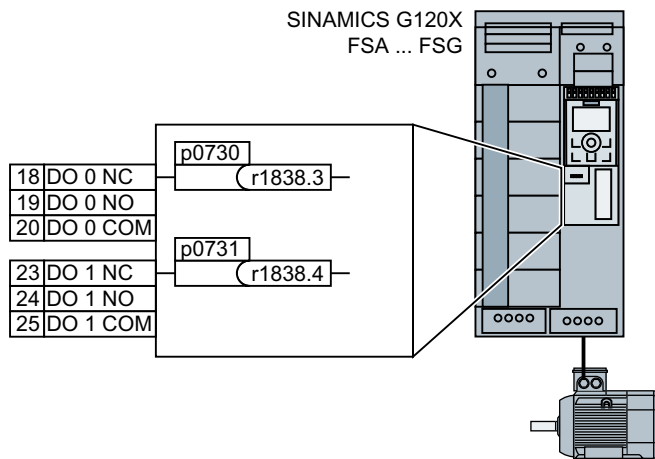 SINAMICS G120X
FSA ... FSG
p0730
18 DO 0 NC
r1838.3
19 DO 0 NO
20 DO 0 COM
p0731
23 DO 1 NC
r1838.4
24 DO 1 NO
25 DO 1 COM